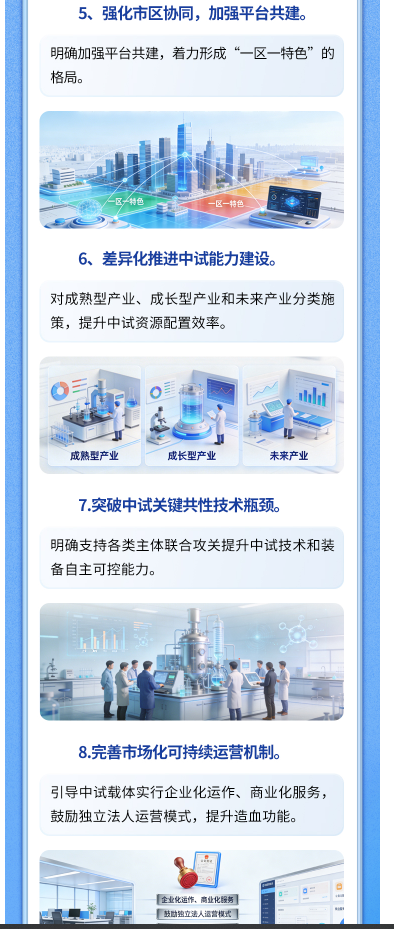 5、强化市区协同，加强平台共建。
明确加强平台共建，着力形成“一区一特色”的
格局。
一区一特色
一区一特色
6、差异化推进中试能力建设。
对成熟型产业、成长型产业和未来产业分类施
策，提升中试资源配置效率。
成熟型产业
成长型产业
未来产业
7.突破中试关键共性技术瓶颈。
明确支持各类主体联合攻关提升中试技术和装
备自主可控能力。
8.完善市场化可持续运营机制。
引导中试载体实行企业化运作、商业化服务，
鼓励独立法人运营模式，提升造血功能。
企业化运作、商业化服务
鼓励独立法人运营模式